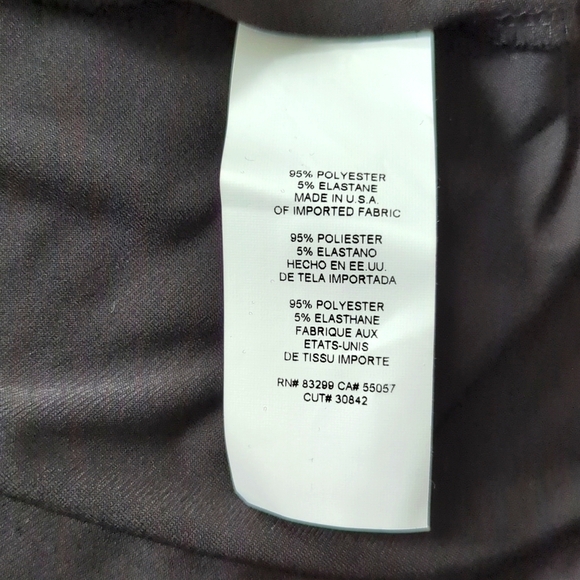 95% POLYESTER
5% ELASTANE
MADE IN U.S.A.
OF IMPORTED FABRIC
95% POLIESTER
5% ELASTANO
HECHO EN EE.UU.
DE TELA IMPORTADA
95% POLYESTER
5% ELASTHANE
FABRIQUE AUX
ETATS-UNIS
DE TISSU IMPORTE
RN# 83299 CA# 55057
CUT# 30842